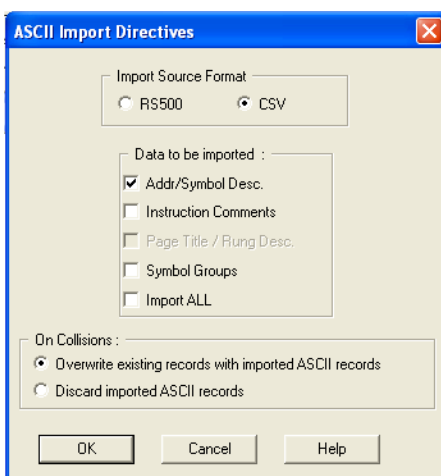 ASCII Import Directives
Import Source Format
RS500 CSV
Data to be imported :
Addr/Symbol Desc.
Instruction Comments
Page Title / Rung Desc.
Symbol Groups
Import ALL
On Collisions :
Overwrite existing records with imported ASCII records
Discard imported ASCII records
OK Cancel Help